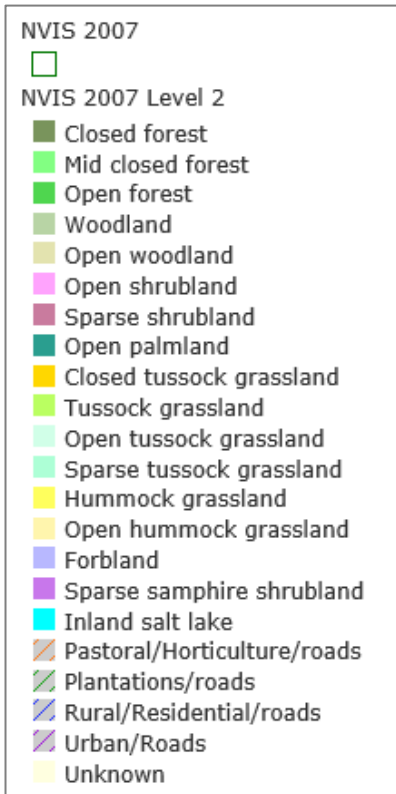 NVIS 2007
NVIS 2007 Level 2
Closed forest
Mid closed forest
Open forest
Woodland
Open woodland
Open shrubland
Sparse shrubland
Open palmland
Closed tussock grassland
Tussock grassland
Open tussock grassland
Sparse tussock grassland
Hummock grassland
Open hummock grassland
Forbland
Sparse samphire shrubland
Inland salt lake
Pastoral/Horticulture/roads
Plantations/roads
Rural/Residential/roads
Urban/Roads
Unknown